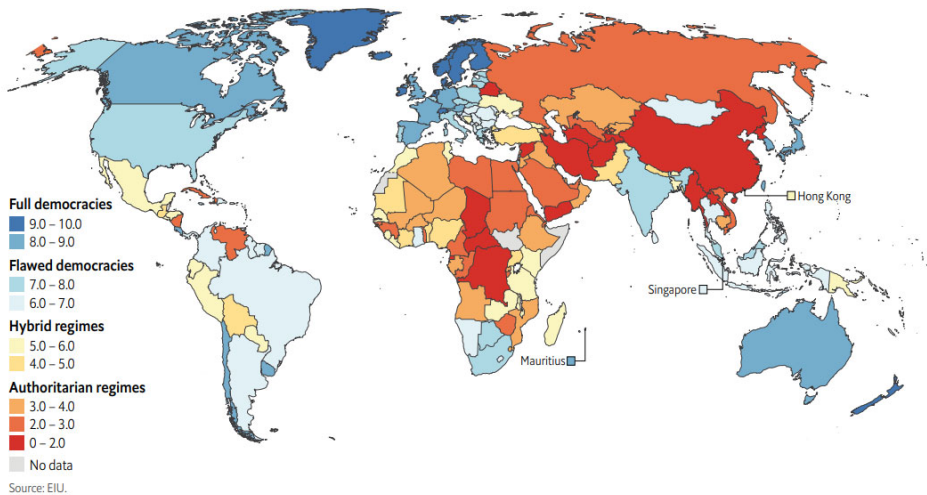 Full democracies
9.0 – 10.0
8.0 – 9.0
Flawed democracies
7.0 – 8.0
6.0 – 7.0
Hybrid regimes
5.0 – 6.0
4.0 – 5.0
Authoritarian regimes
3.0 – 4.0
2.0 – 3.0
0 – 2.0
No data
Source: EIU.
Hong Kong
Singapore
Mauritius